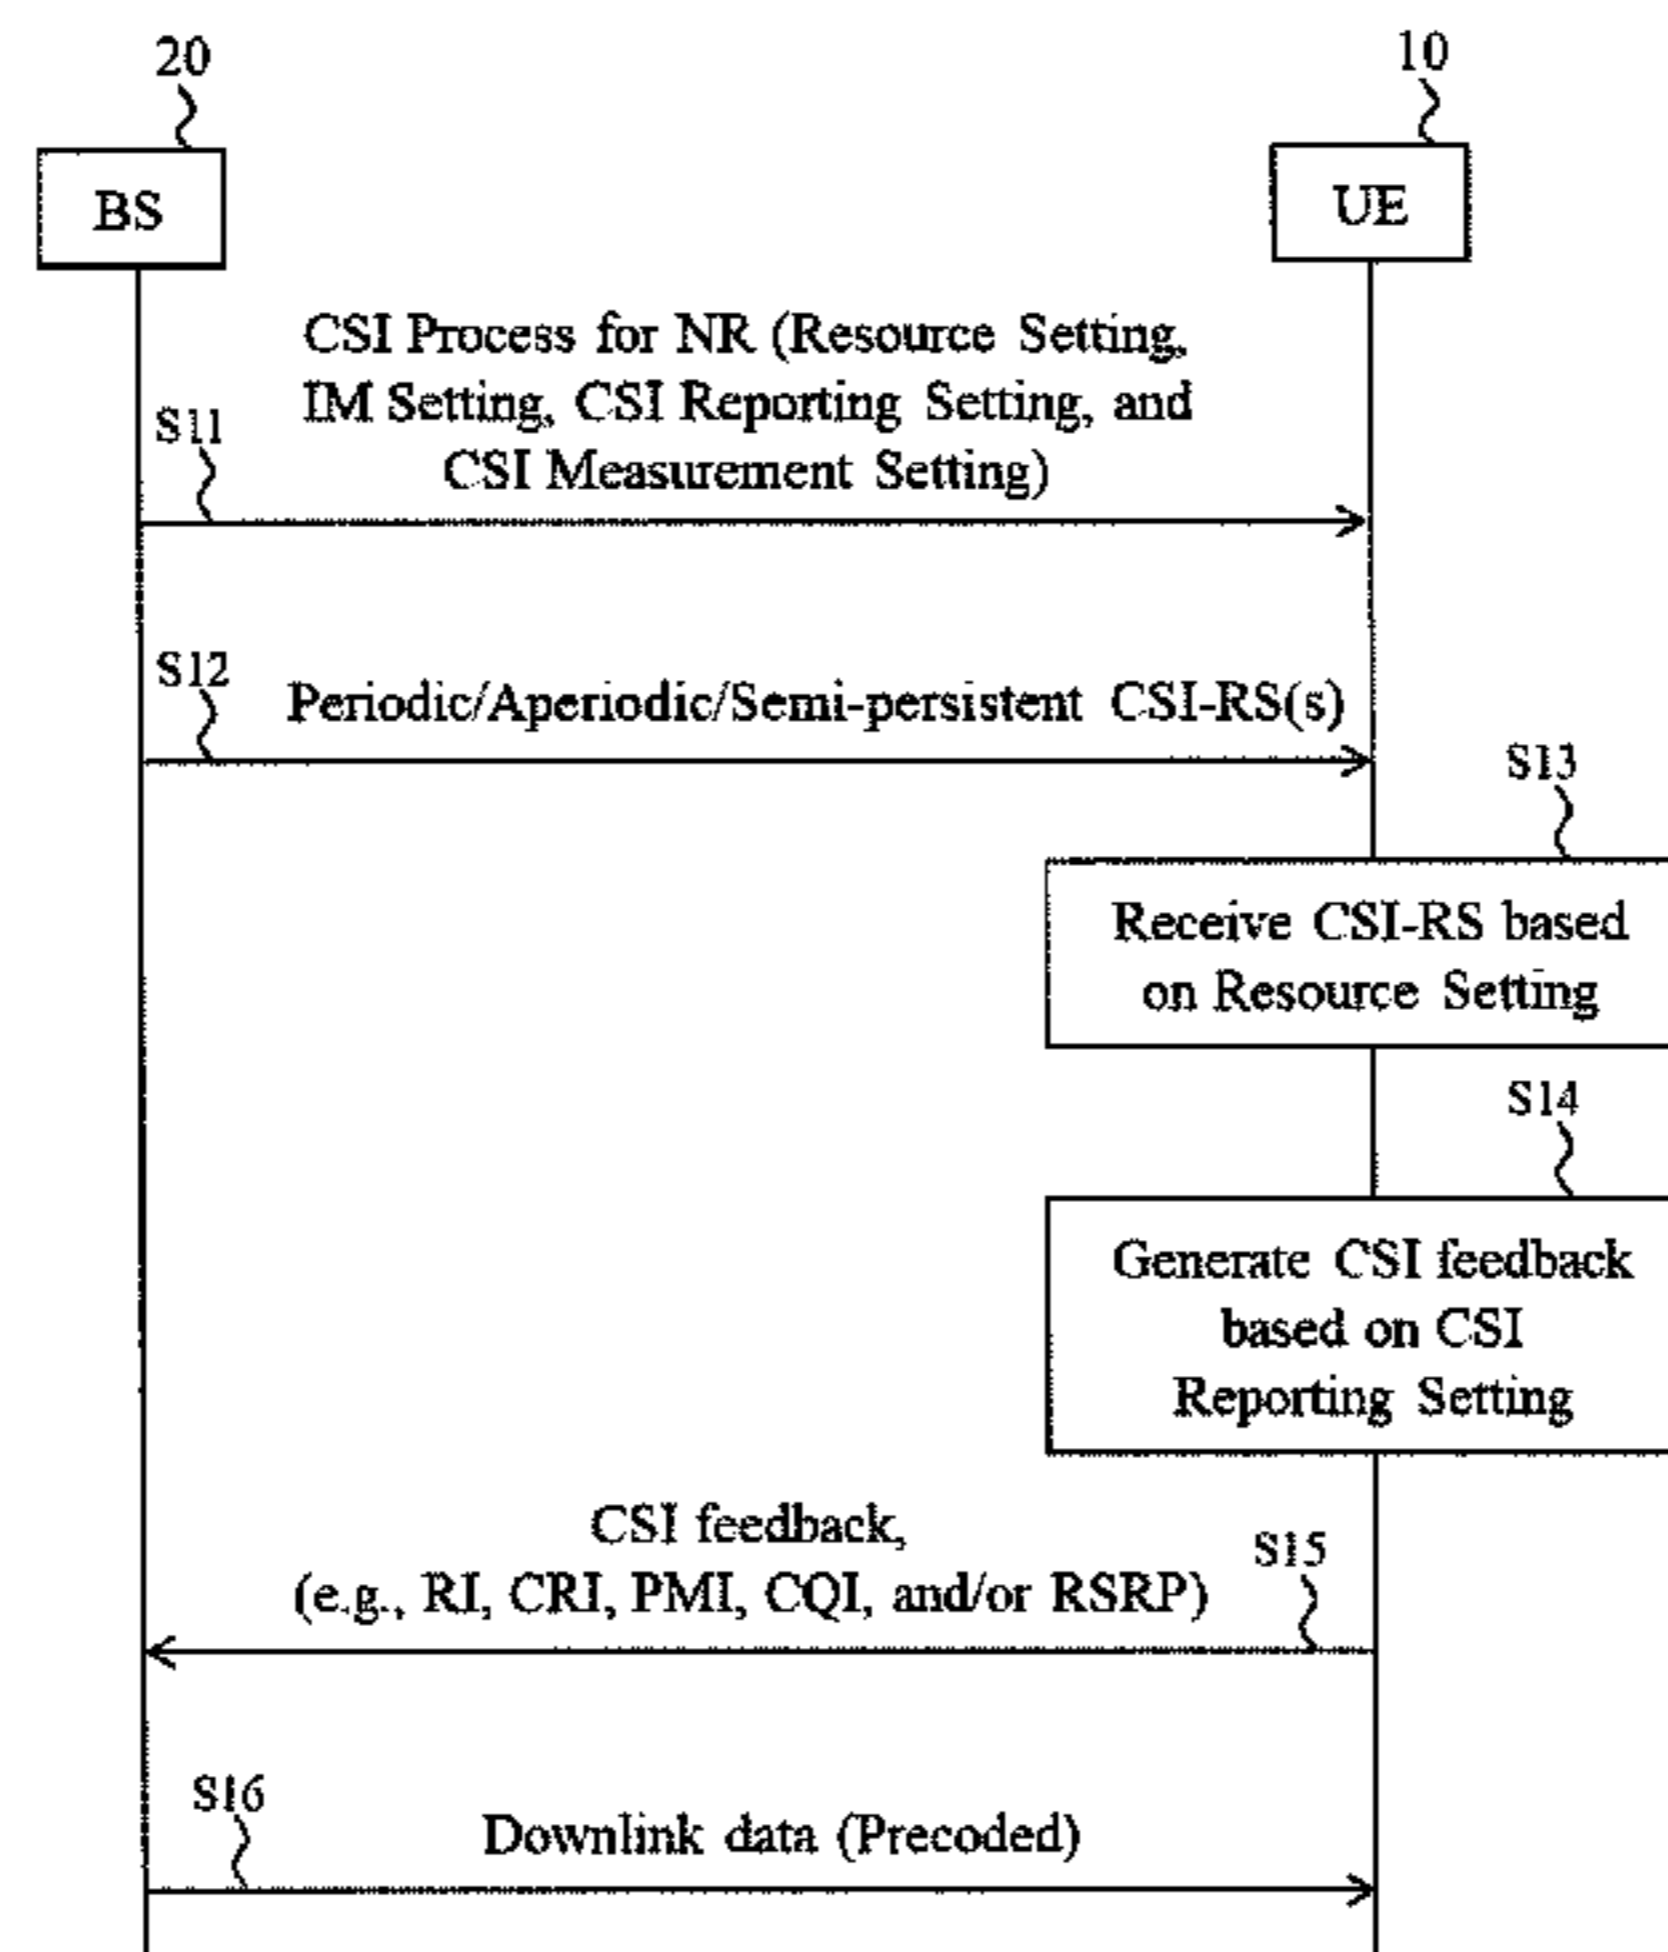 20
10
BS
UE
CSI Process for NR (Resource Setting,
IM Setting, CSI Reporting Setting, and
CSI Measurement Setting)
S11
S12
Periodic/Aperiodic/Semi-persistent CSI-RS(s)
S13
Receive CSI-RS based
on Resource Setting
S14
Generate CSI feedback
based on CSI
Reporting Setting
CSI feedback,
(e.g., RI, CRI, PMI, CQI, and/or RSRP)
S15
S16
Downlink data (Precoded)